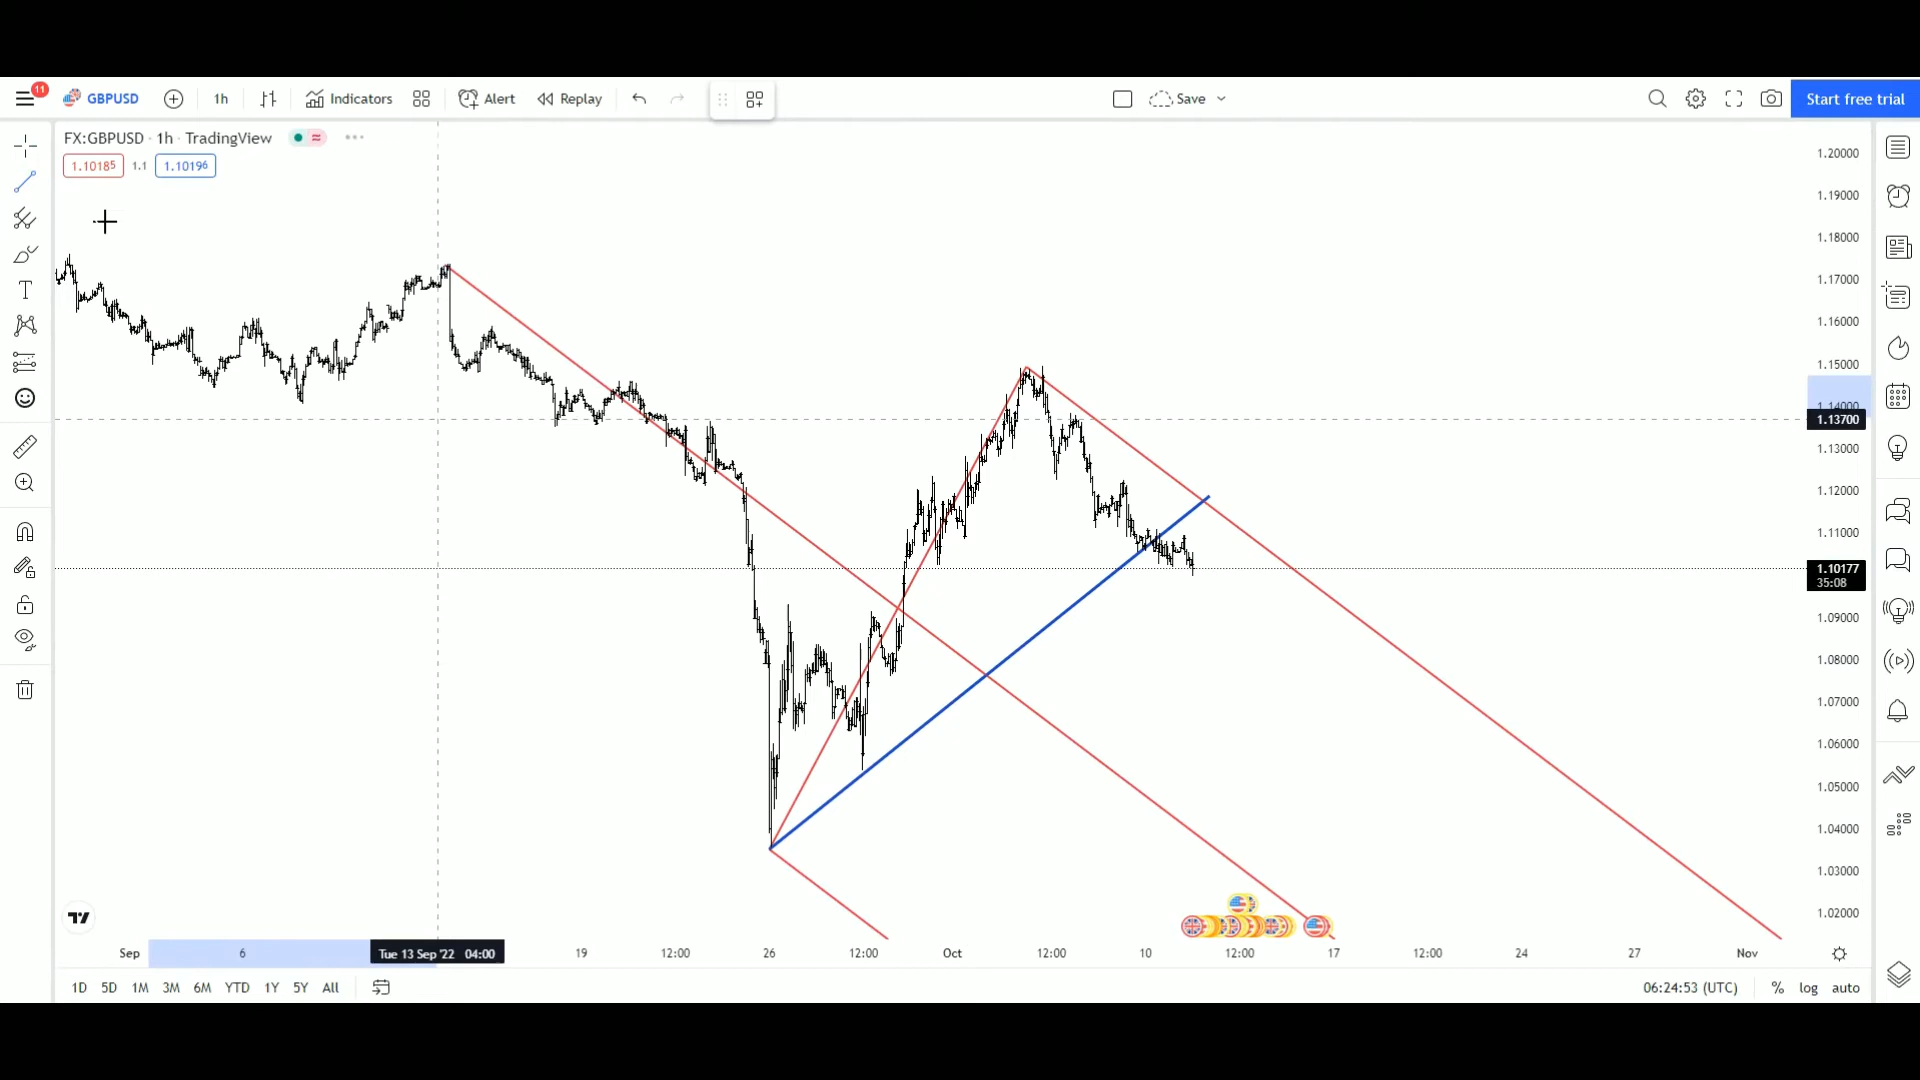 11
GBPUSD
1h
Indicators
Alert
Replay
Save
Start free trial
FX:GBPUSD · 1h · TradingView
1.10185
1.1
1.10196
T
1.20000
1.19000
1.18000
1.17000
1.16000
1.15000
1.14000
1.13700
1.13000
1.12000
1.11000
1.10177
35:08
1.09000
1.08000
1.07000
1.06000
1.05000
1.04000
1.03000
1.02000
Sep
6
Tue 13 Sep '22 04:00
19
12:00
26
12:00
Oct
12:00
10
12:00
17
12:00
24
27
Nov
1D 5D 1M 3M 6M YTD 1Y 5Y All
06:24:53 (UTC)
% log auto